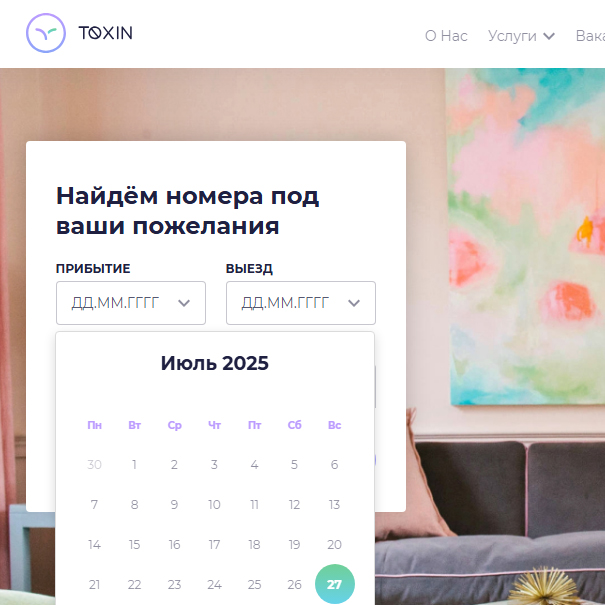 TOXIN
О Нас Услуги Вака
Найдём номера под
ваши пожелания
ПРИБЫТИЕ ВЫЕЗД
ДД.ММ.ГГГГ ДД.ММ.ГГГГ
Июль 2025
Пн Вт Ср Чт Пт Сб Вс
30 1 2 3 4 5 6
7 8 9 10 11 12 13
14 15 16 17 18 19 20
21 22 23 24 25 26 27